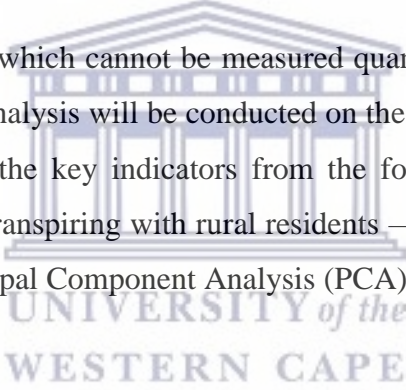 which cannot be measured quan
nalysis will be conducted on the
the key indicators from the fo
ranspiring with rural residents –
pal Component Analysis (PCA)
UNIVERSITY of the
WESTERN CAPE